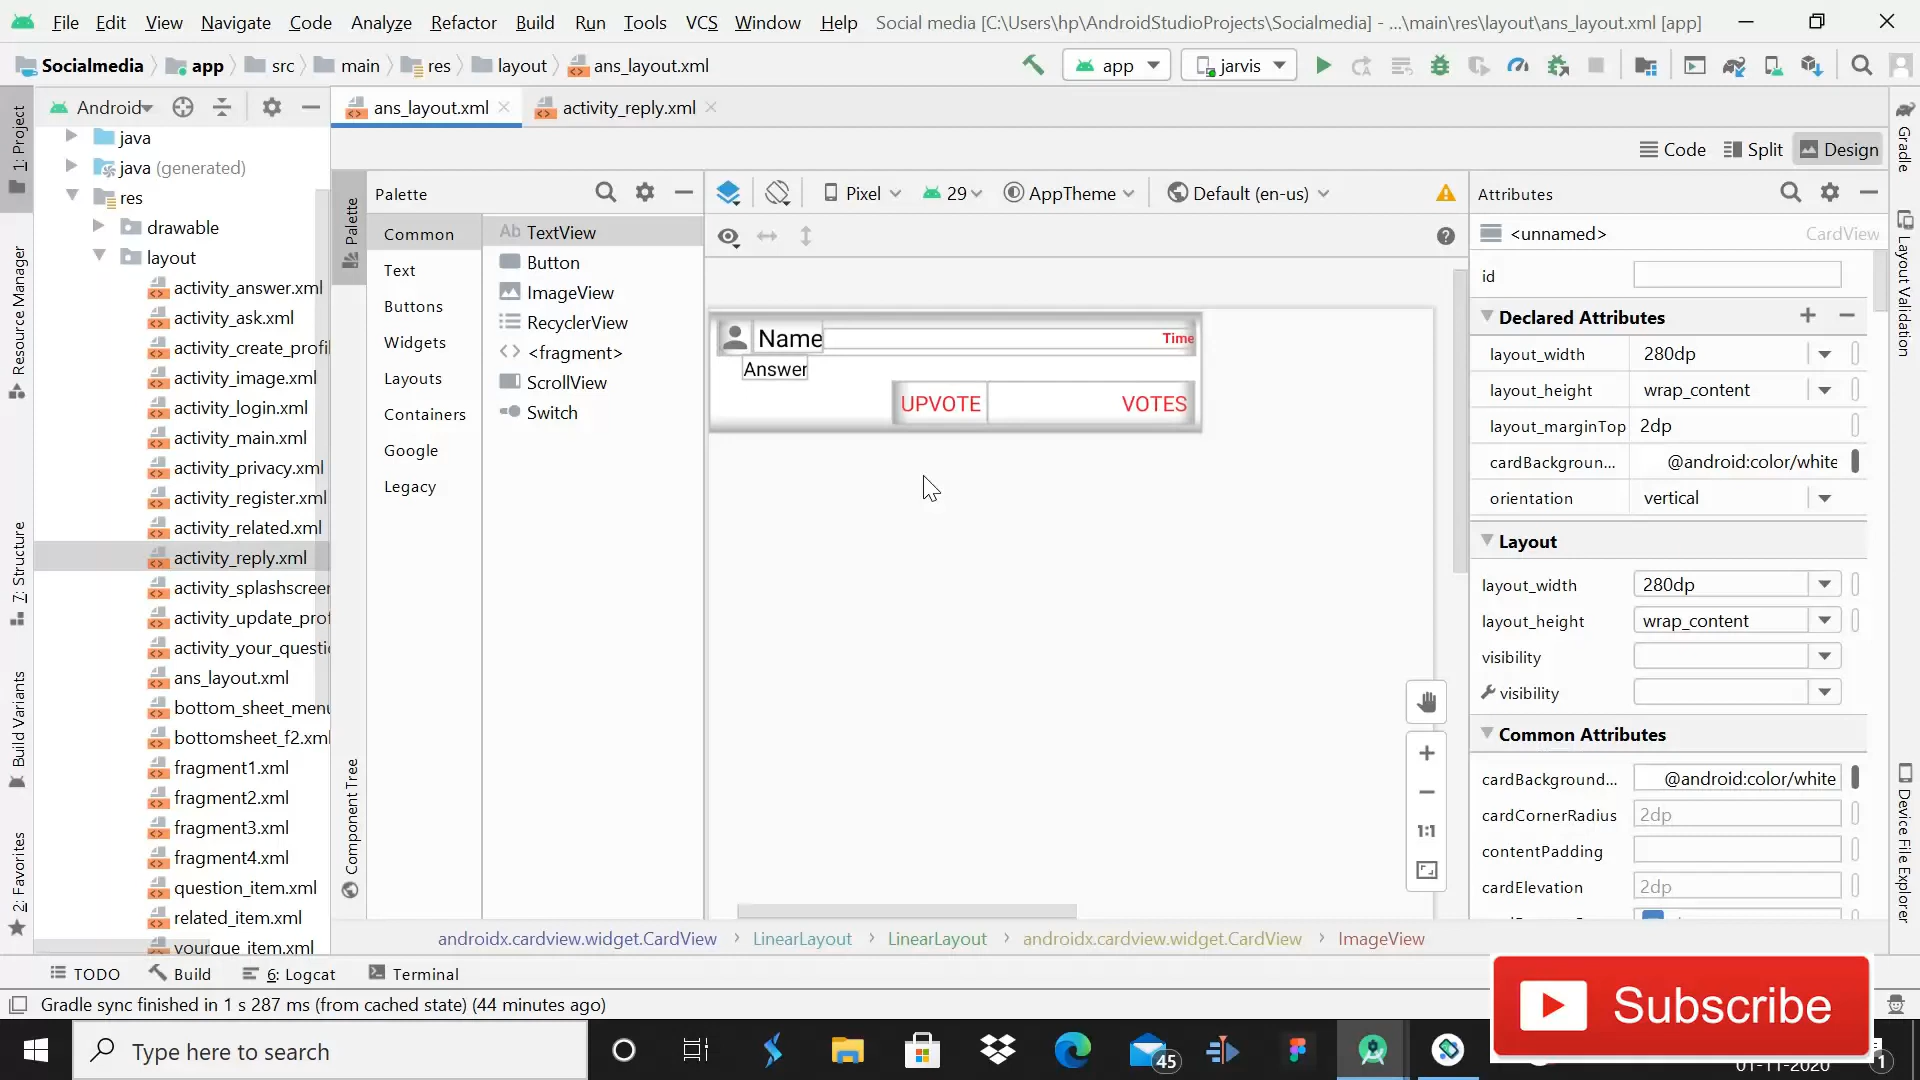 File Edit View Navigate Code Analyze Refactor Build Run Tools VCS Window Help Social media [C:\Users\hp\AndroidStudioProjects\Socialmedia] - ...\main\res\layout\ans_layout.xml [app]
Socialmedia app src main res layout ans_layout.xml app jarvis
1: Project
Resource Manager
7: Structure
Build Variants
2: Favorites
Android
java
java (generated)
res
drawable
layout
activity_answer.xml
activity_ask.xml
activity_create_profi
activity_image.xml
activity_login.xml
activity_main.xml
activity_privacy.xml
activity_register.xml
activity_related.xml
activity_reply.xml
activity_splashscreer
activity_update_prof
activity_your_questi
ans_layout.xml
bottom_sheet_menu
bottomsheet_f2.xml
fragment1.xml
fragment2.xml
fragment3.xml
fragment4.xml
question_item.xml
related_item.xml
yourque_item.xml
ans_layout.xml activity_reply.xml
Code Split Design
Palette
Component Tree
Palette
Common
Text
Buttons
Widgets
Layouts
Containers
Google
Legacy
Ab TextView
Button
ImageView
RecyclerView
<fragment>
ScrollView
Switch
Pixel 29 AppTheme Default (en-us)
Name Time
Answer
UPVOTE VOTES
1:1
Attributes
<unnamed> CardView
id
Declared Attributes
layout_width 280dp
layout_height wrap_content
layout_marginTop 2dp
cardBackgroun... @android:color/white
orientation vertical
Layout
layout_width 280dp
layout_height wrap_content
visibility
visibility
Common Attributes
cardBackground... @android:color/white
cardCornerRadius 2dp
contentPadding
cardElevation 2dp
Gradle
Layout Validation
Device File Explorer
androidx.cardview.widget.CardView LinearLayout LinearLayout androidx.cardview.widget.CardView ImageView
TODO Build 6: Logcat Terminal
Gradle sync finished in 1 s 287 ms (from cached state) (44 minutes ago)
Subscribe
Type here to search
45
01-11-2020
1